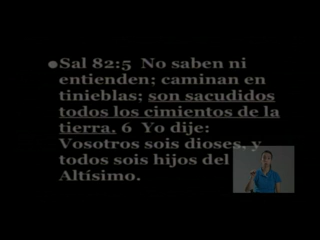 ●Sal 82:5 No saben ni
entienden; caminan en
tinieblas; son sacudidos
todos los cimientos de la
tierra. 6 Yo dije:
Vosotros sois dioses, y
todos sois hijos del
Altísimo.